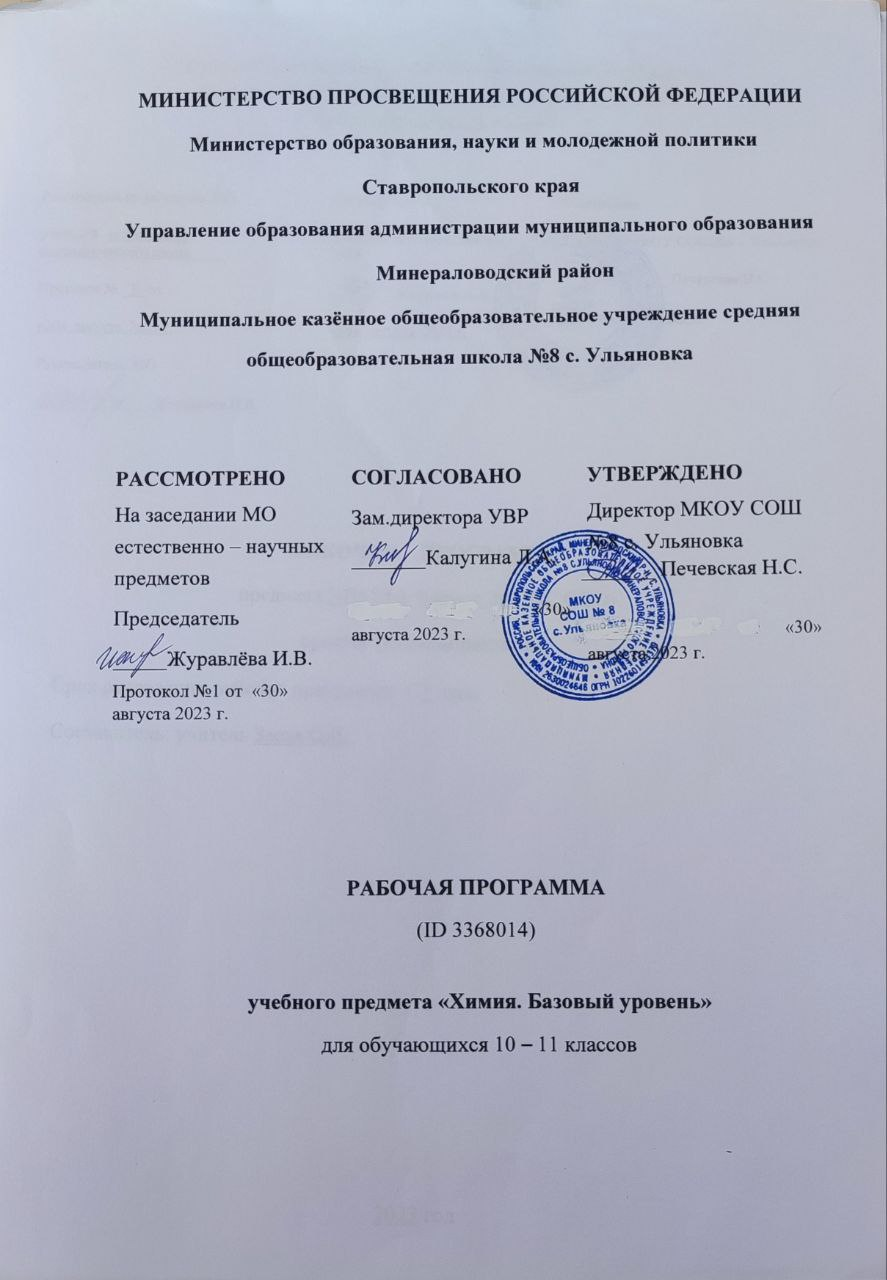 МИНИСТЕРСТВО ПРОСВЕЩЕНИЯ РОССИЙСКОЙ ФЕДЕРАЦИИ
Министерство образования, науки и молодежной политики
Ставропольского края
Управление образования администрации муниципального образования
Минераловодский район
Муниципальное казённое общеобразовательное учреждение средняя
общеобразовательная школа №8 с. Ульяновка
РАССМОТРЕНО
На заседании МО
естественно – научных
предметов
Председатель
Журавлёва И.В.
Протокол №1 от «30»
августа 2023 г.
СОГЛАСОВАНО
Зам.директора УВР
Калугина Л.
«30»
августа 2023 г.
УТВЕРЖДЕНО
Директор МКОУ СОШ
№8 с. Ульяновка
Печевская Н.С.
«30»
августа 2023 г.
МКОУ
СОШ № 8
с. Ульяновка
РАБОЧАЯ ПРОГРАММА
(ID 3368014)
учебного предмета «Химия. Базовый уровень»
для обучающихся 10 – 11 классов